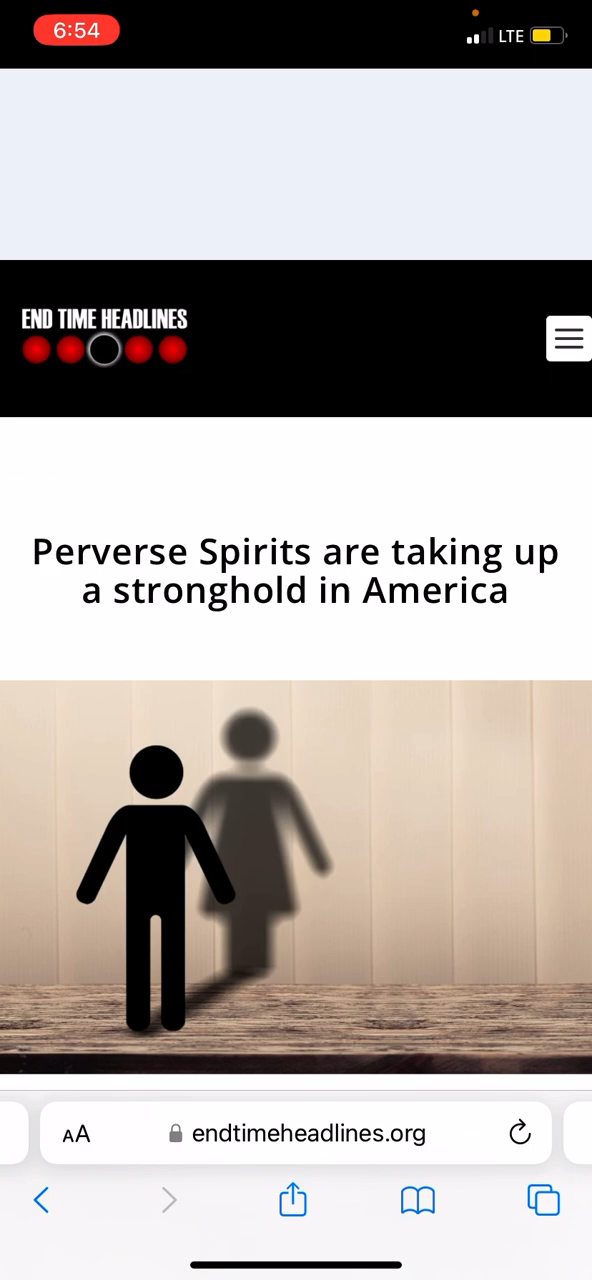 6:54
LTE
END TIME HEADLINES
Perverse Spirits are taking up
a stronghold in America
AA
endtimeheadlines.org